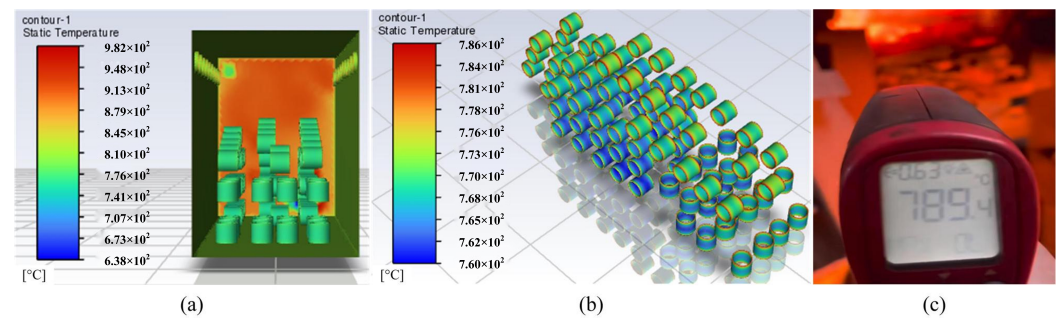 contour-1
Static Temperature
9.82×10²
9.48×10²
9.13×10²
8.79×10²
8.45×10²
8.10×10²
7.76×10²
7.41×10²
7.07×10²
6.73×10²
6.38×10²
[°C]
(a)
contour-1
Static Temperature
7.86×10²
7.84×10²
7.81×10²
7.78×10²
7.76×10²
7.73×10²
7.70×10²
7.68×10²
7.65×10²
7.62×10²
7.60×10²
[°C]
(b)
0.63
°C
789.4
(c)